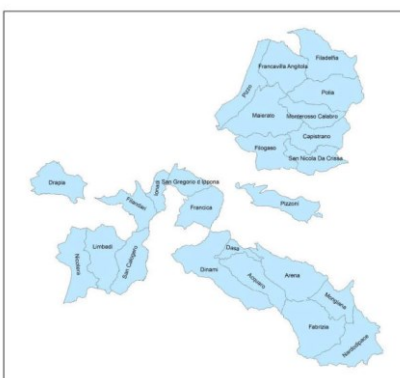 Filadelfia
Francavilla Angitola
Polia
Pizzo
Maierato
Monterosso Calabro
Capistrano
Filogaso
San Nicola Da Crissa
Drapia
San Gregorio d Ippona
Filandari
Francica
Pizzoni
Limbadi
Nicotera
San Calogero
Dasà
Dinami
Acquaro
Arena
Mongiana
Fabrizia
Nardodipace